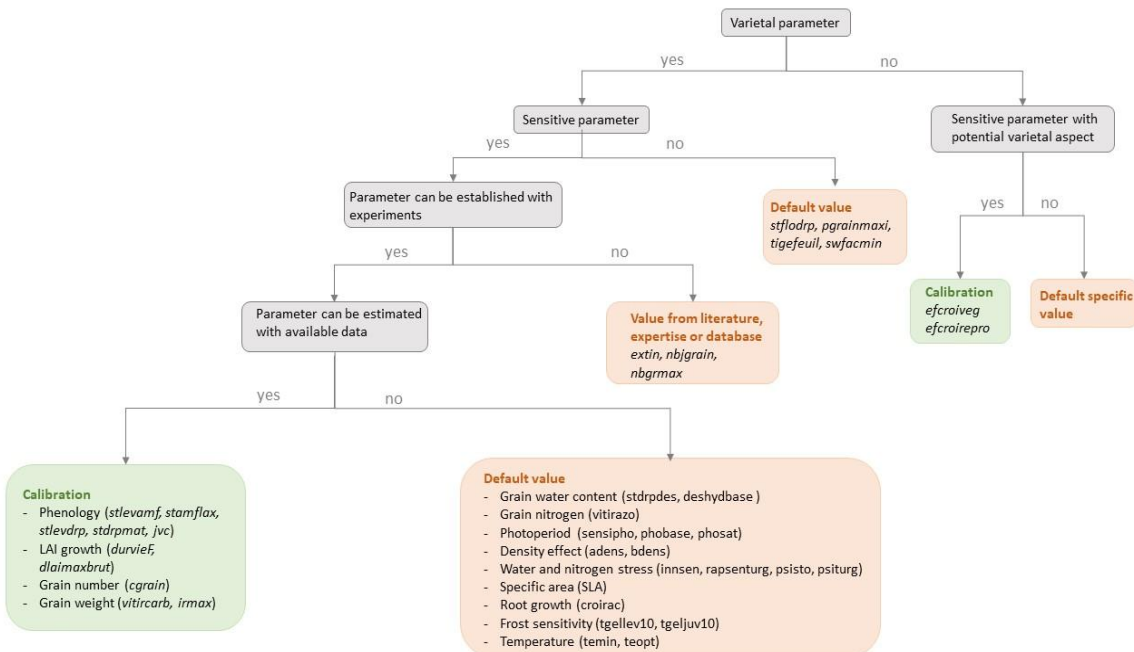 Varietal parameter
yes
no
Sensitive parameter
Sensitive parameter with
potential varietal aspect
yes
no
Parameter can be established with
experiments
Default value
stflodrp, pgrainmaxi,
tigefeuil, swfacmin
yes
no
yes
no
Parameter can be estimated
with available data
Value from literature,
expertise or database
extin, nbjgrain,
nbgrmax
Calibration
efcroiveg
efcroirepro
Default specific
value
yes
no
Calibration
- Phenology (stlevamf, stamflax,
stlevdrp, stdrpmat, jvc)
- LAI growth (durvieF,
dlaimaxbrut)
- Grain number (cgrain)
- Grain weight (vitircarb, irmax)
Default value
- Grain water content (stdrpdes, deshydbase )
- Grain nitrogen (vitirazo)
- Photoperiod (sensipho, phobase, phosat)
- Density effect (adens, bdens)
- Water and nitrogen stress (innsen, rapsenturg, psisto, psiturg)
- Specific area (SLA)
- Root growth (croirac)
- Frost sensitivity (tgellev10, tgeljuv10)
- Temperature (temin, teopt)